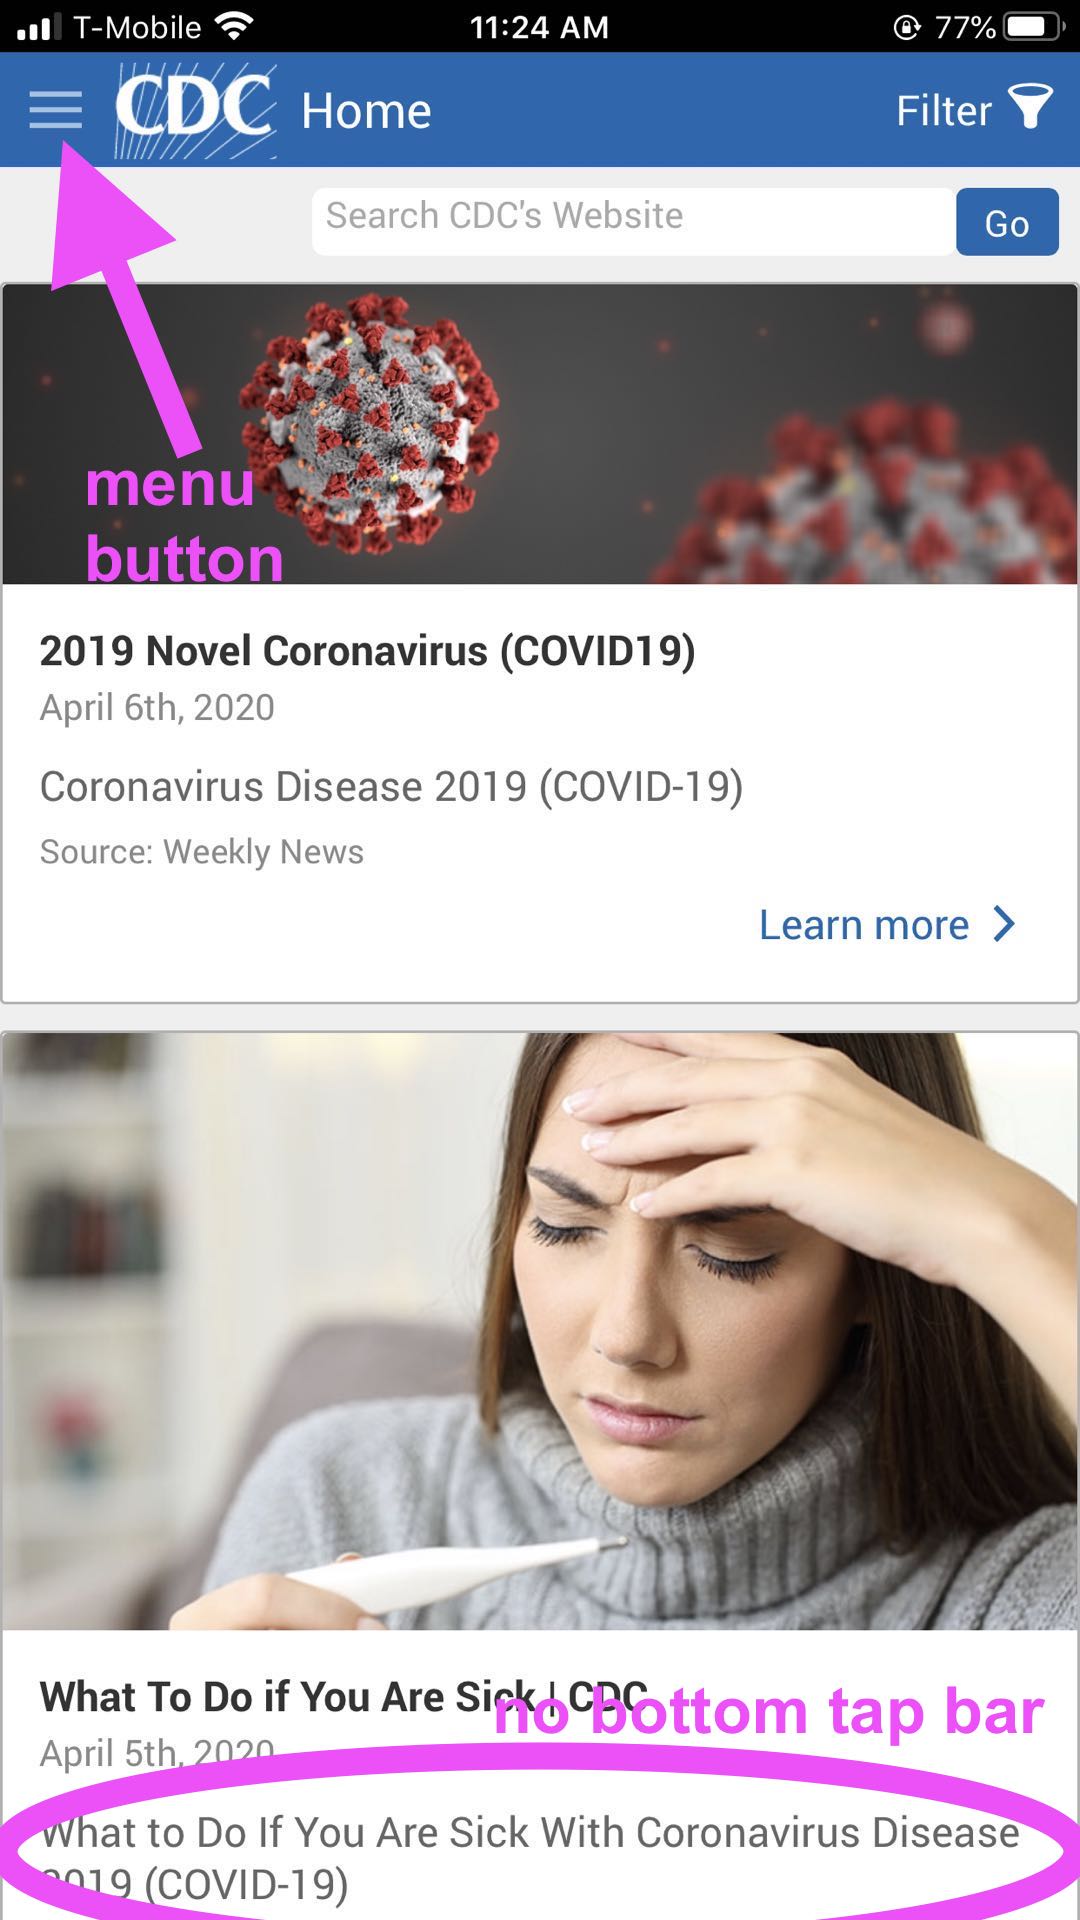 T-Mobile 11:24 AM 77%
CDC Home Filter
Search CDC's Website Go
menu
button
2019 Novel Coronavirus (COVID19)
April 6th, 2020
Coronavirus Disease 2019 (COVID-19)
Source: Weekly News
Learn more
What To Do if You Are Sick | CDC
no bottom tap bar
April 5th, 2020
What to Do If You Are Sick With Coronavirus Disease
2019 (COVID-19)